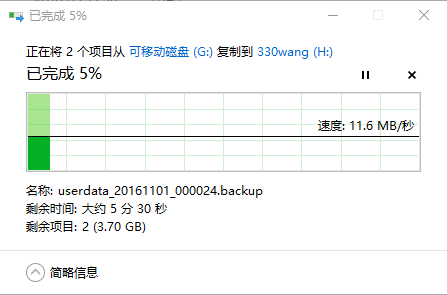 已完成 5%
正在将 2 个项目从 可移动磁盘 (G:) 复制到 330wang (H:)
已完成 5%
速度: 11.6 MB/秒
名称: userdata_20161101_000024.backup
剩余时间: 大约 5 分 30 秒
剩余项目: 2 (3.70 GB)
简略信息